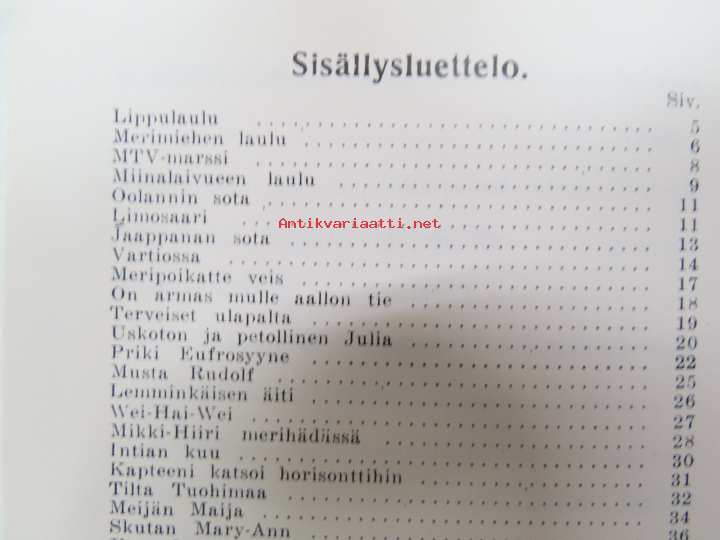 Sisällysluettelo.
Siv.
Lippulaulu 5
Merimiehen laulu 6
MTV-marssi 8
Miinalaivueen laulu 9
Oolannin sota 11
Limosaari 11
Antikvariaatti.net
Jaappanan sota 13
Vartiossa 14
Meripoikatte veis 17
On armas mulle aallon tie 18
Terveiset ulapalta 19
Uskoton ja petollinen Julia 20
Priki Eufrosyyne 22
Musta Rudolf 25
Lemminkäisen äiti 26
Wei-Hai-Wei 27
Mikki-Hiiri merihädässä 28
Intian kuu 30
Kapteeni katsoi horisonttihin 31
Tilta Tuohimaa 32
Meijän Maija 34
Skutan Mary-Ann 36